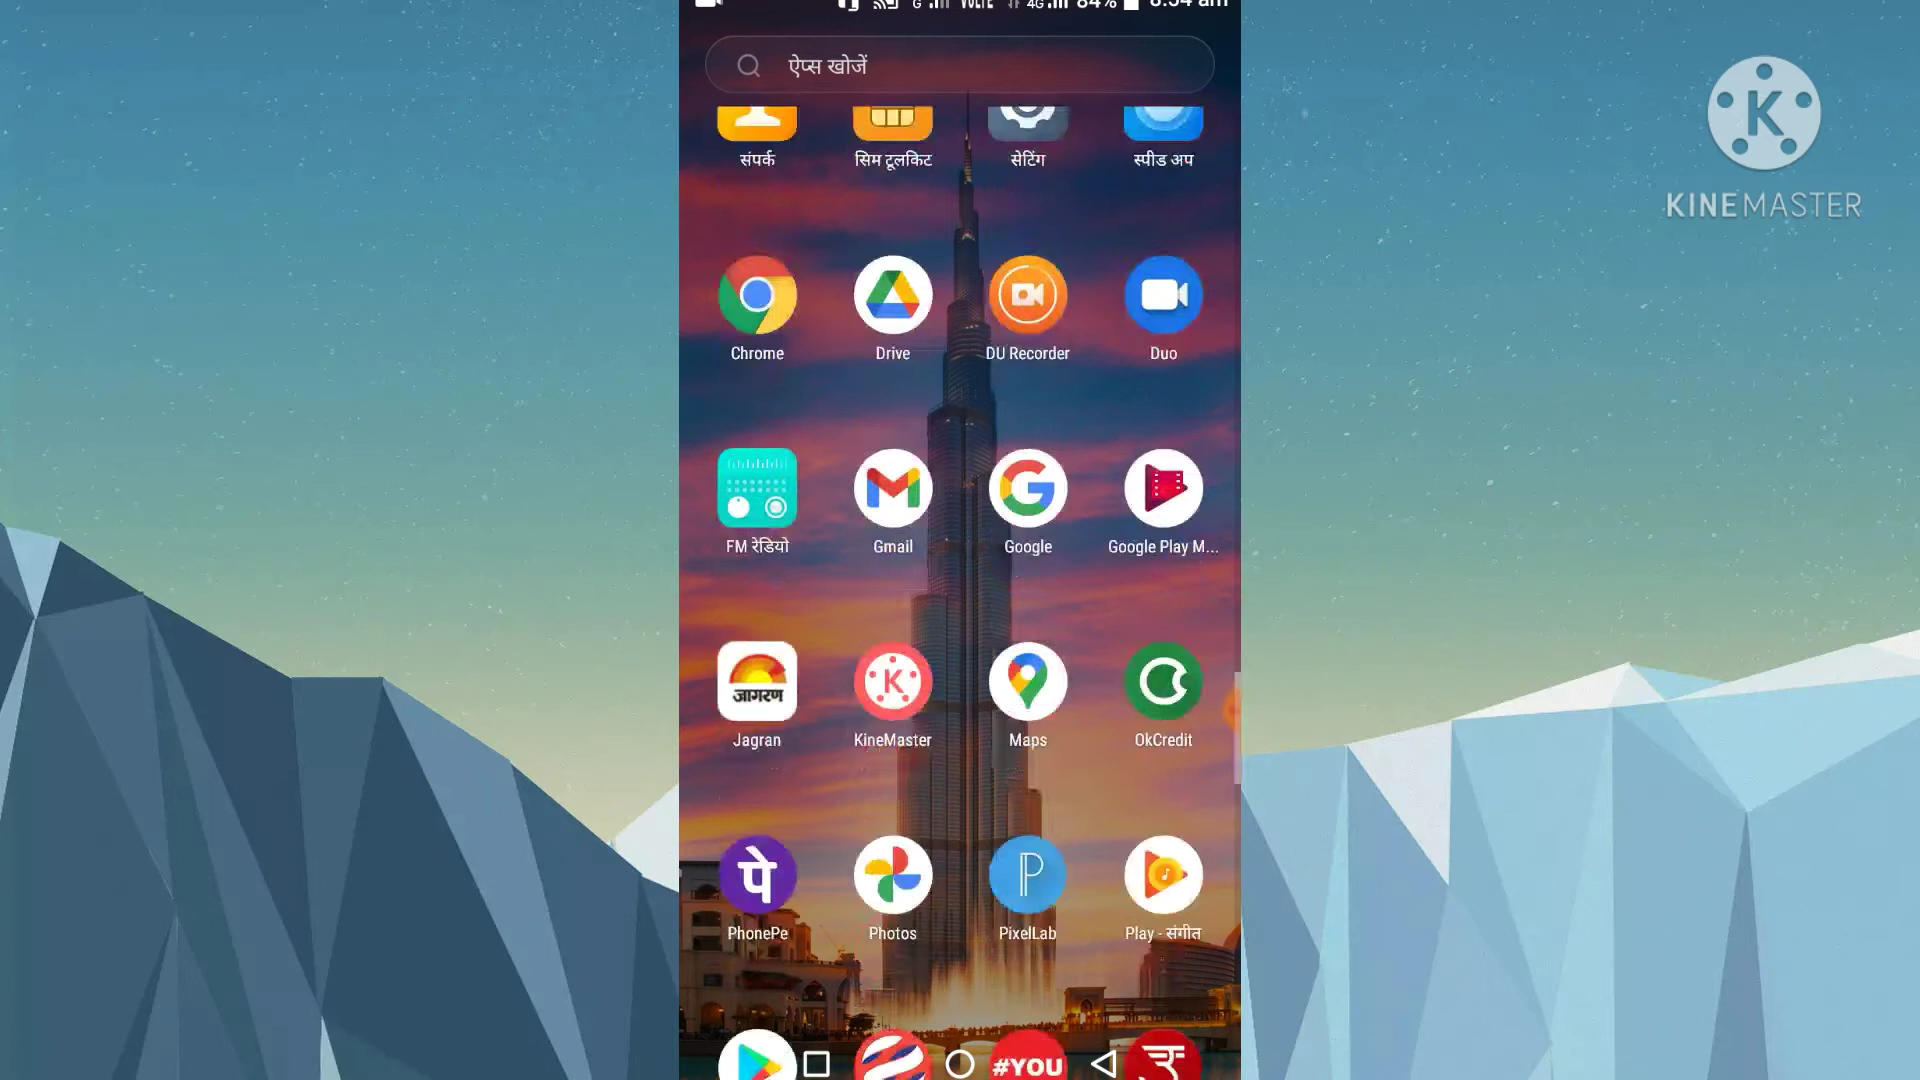 84%
ऐप्स खोजें
K
KINEMASTER
संपर्क
सिम टूलकिट
सेटिंग
स्पीड अप
Chrome
Drive
DU Recorder
Duo
FM रेडियो
Gmail
Google
Google Play M...
जागरण
K
Jagran
KineMaster
Maps
OkCredit
पे
P
PhonePe
Photos
PixelLab
Play - संगीत
#YOU